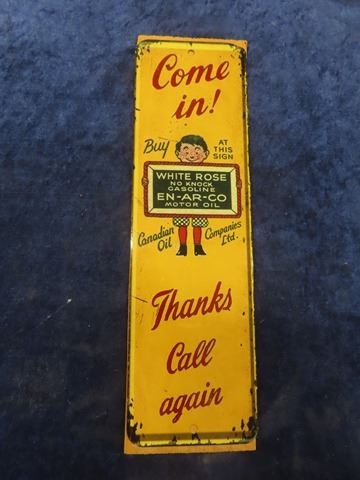 Come
in!
Buy AT THIS SIGN
WHITE ROSE
NO KNOCK
GASOLINE
EN-AR-CO
MOTOR OIL
Canadian Oil Companies Ltd.
Thanks
Call
again